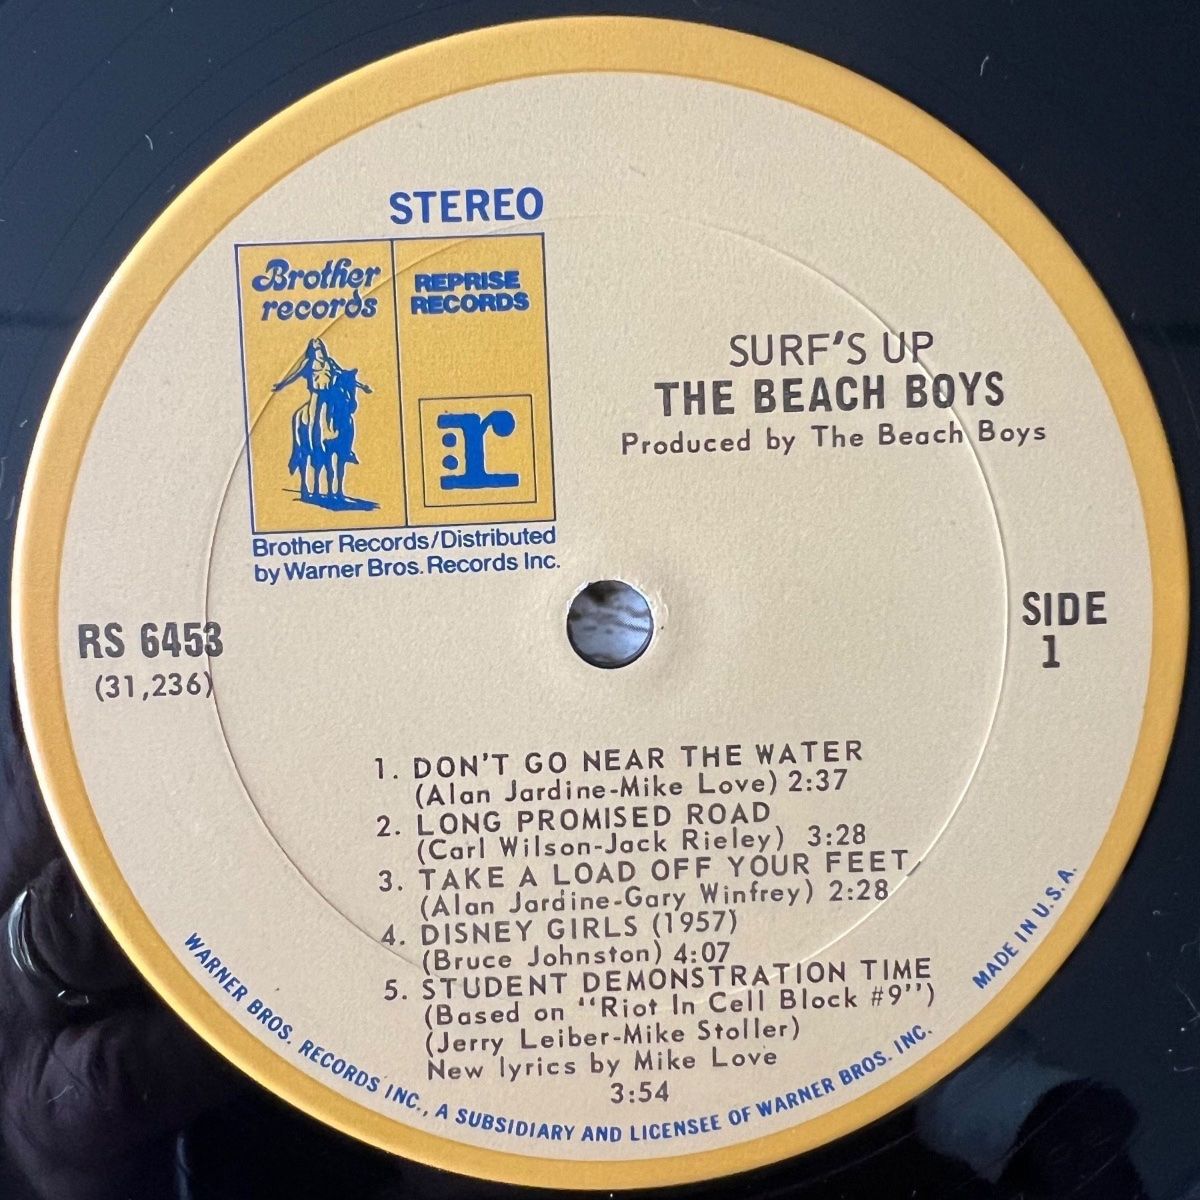 STEREO
Brother
records
REPRISE
RECORDS
:r
Brother Records/Distributed
by Warner Bros. Records Inc.
SURF'S UP
THE BEACH BOYS
Produced by The Beach Boys
RS 6453
(31,236)
SIDE
1
1. DON'T GO NEAR THE WATER
(Alan Jardine-Mike Love) 2:37
2. LONG PROMISED ROAD
(Carl Wilson-Jack Rieley) 3:28
3. TAKE A LOAD OFF YOUR FEET
(Alan Jardine-Gary Winfrey) 2:28
4. DISNEY GIRLS (1957)
(Bruce Johnston) 4:07
5. STUDENT DEMONSTRATION TIME
(Based on "Riot In Cell Block #9")
(Jerry Leiber-Mike Stoller)
New lyrics by Mike Love
3:54
WARNER BROS. RECORDS INC., A SUBSIDIARY AND LICENSEE OF WARNER BROS. INC.
MADE IN U.S.A.